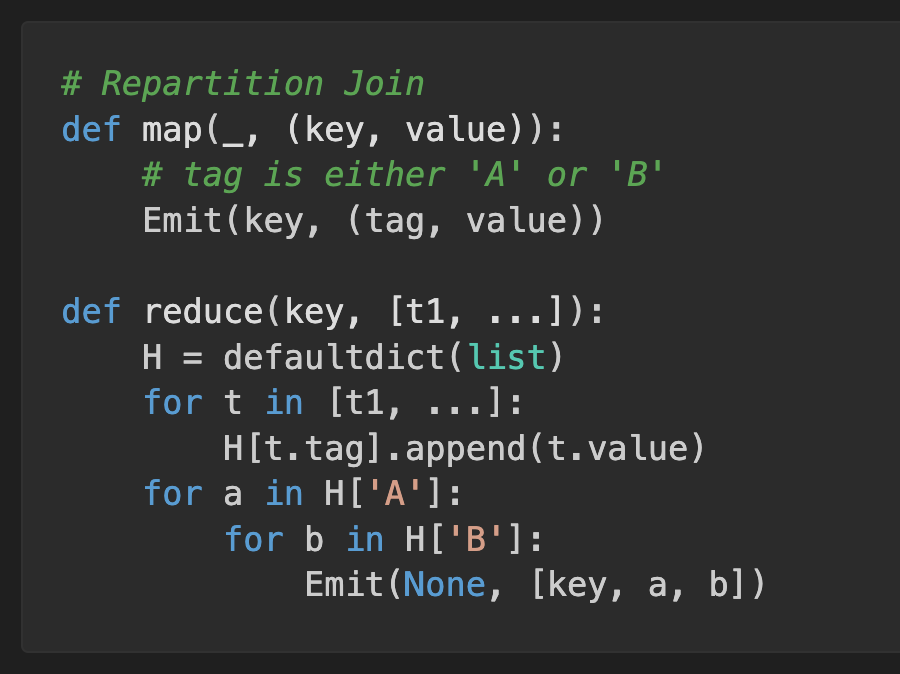 # Repartition Join
def map(_, (key, value)):
    # tag is either 'A' or 'B'
    Emit(key, (tag, value))

def reduce(key, [t1, ...]):
    H = defaultdict(list)
    for t in [t1, ...]:
        H[t.tag].append(t.value)
    for a in H['A']:
        for b in H['B']:
            Emit(None, [key, a, b])